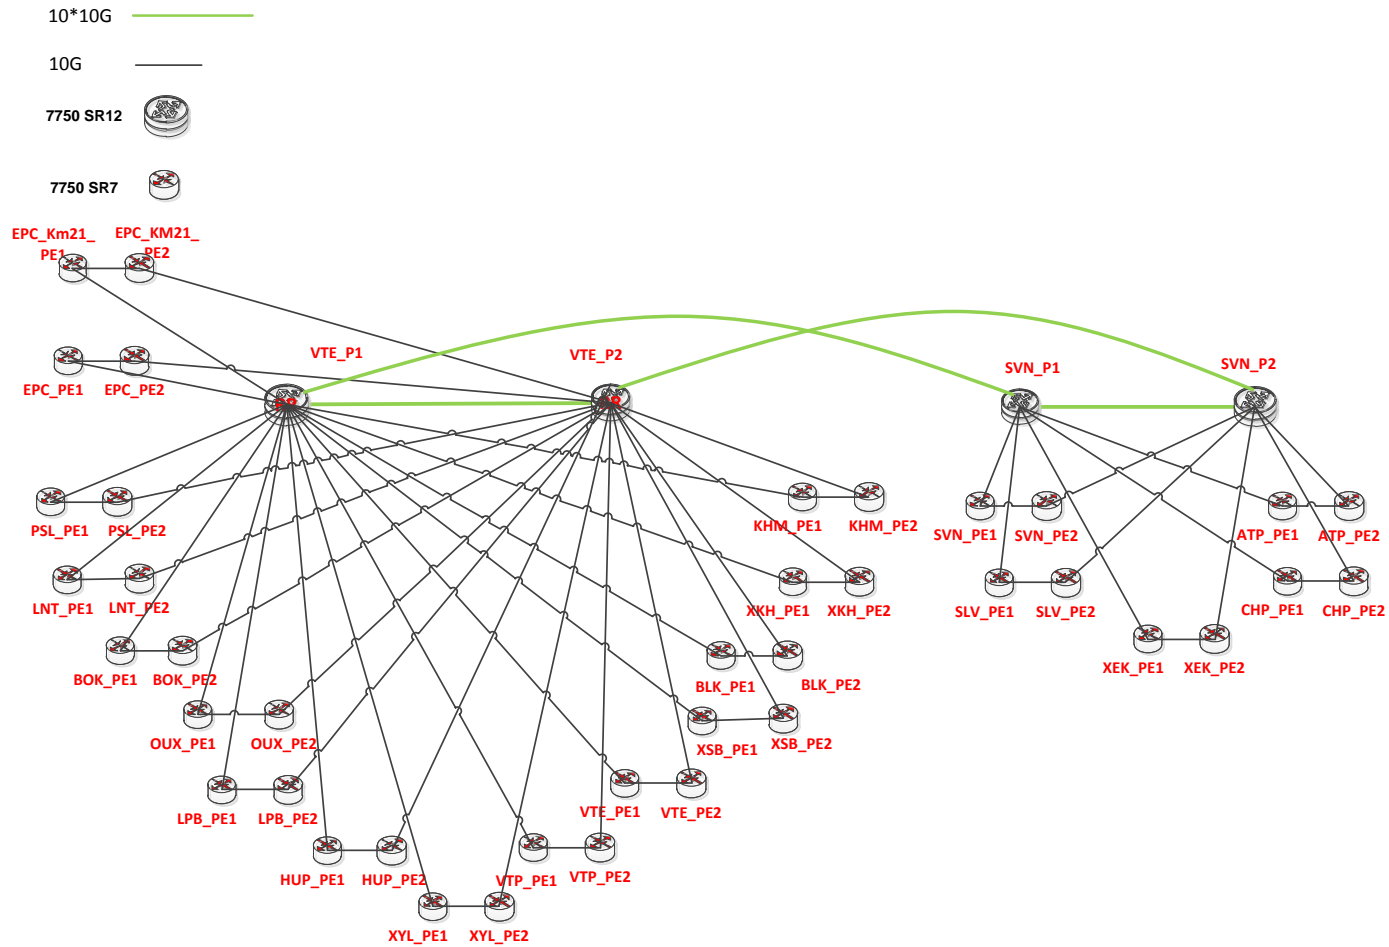 10*10G
10G
7750 SR12
7750 SR7
EPC_Km21_
PE1
EPC_KM21_
PE2
VTE_P1
VTE_P2
SVN_P1
SVN_P2
EPC_PE1
EPC_PE2
RR
RR
PSL_PE1
PSL_PE2
KHM_PE1
KHM_PE2
SVN_PE1
SVN_PE2
ATP_PE1
ATP_PE2
LNT_PE1
LNT_PE2
XKH_PE1
XKH_PE2
SLV_PE1
SLV_PE2
CHP_PE1
CHP_PE2
BOK_PE1
BOK_PE2
BLK_PE1
BLK_PE2
XEK_PE1
XEK_PE2
OUX_PE1
OUX_PE2
XSB_PE1
XSB_PE2
LPB_PE1
LPB_PE2
VTE_PE1
VTE_PE2
HUP_PE1
HUP_PE2
VTP_PE1
VTP_PE2
XYL_PE1
XYL_PE2